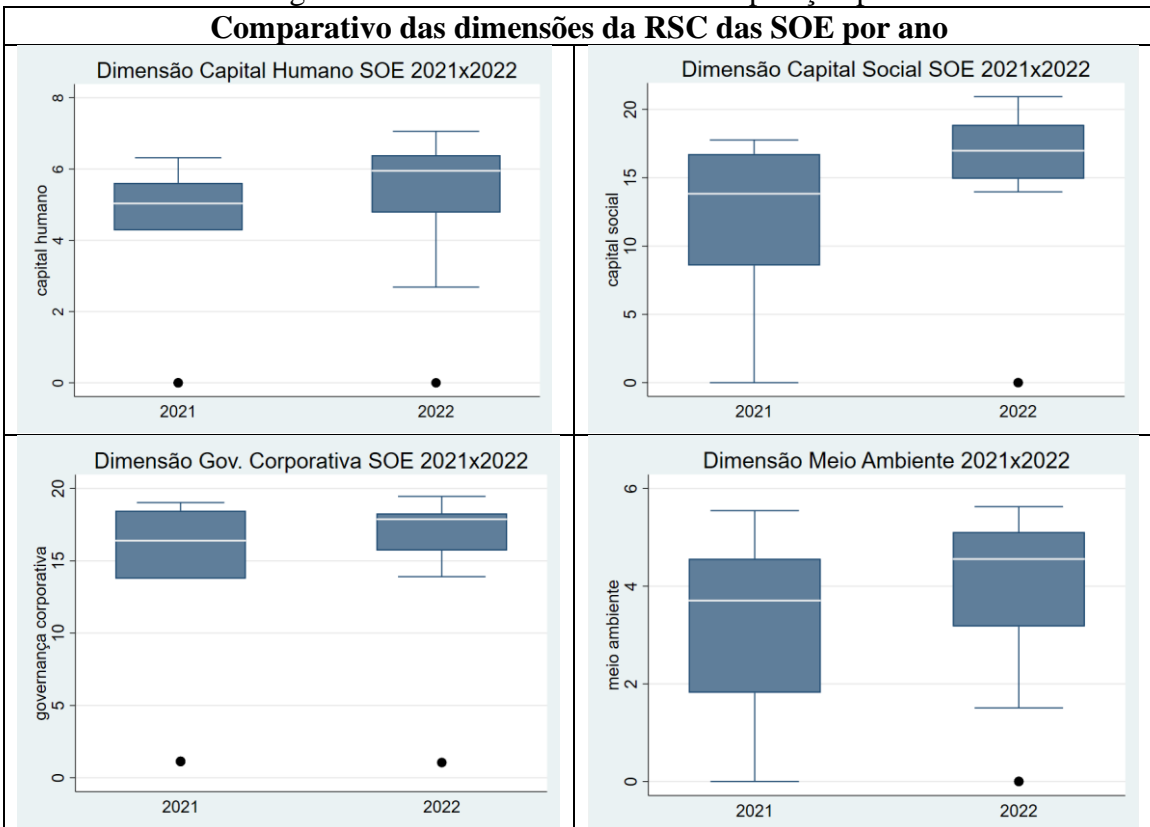 Comparativo das dimensões da RSC das SOE por ano
Dimensão Capital Humano SOE 2021x2022
capital humano
8
6
4
2
0
2021 2022
Dimensão Capital Social SOE 2021x2022
capital social
20
15
10
5
0
2021 2022
Dimensão Gov. Corporativa SOE 2021x2022
governança corporativa
20
15
10
5
0
2021 2022
Dimensão Meio Ambiente 2021x2022
meio ambiente
6
4
2
0
2021 2022